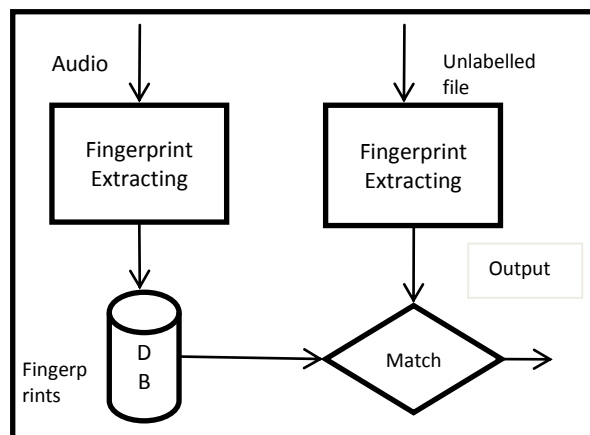 Audio
Unlabelled
file
Fingerprint
Extracting
Fingerprint
Extracting
Output
D
B
Match
Fingerp
rints